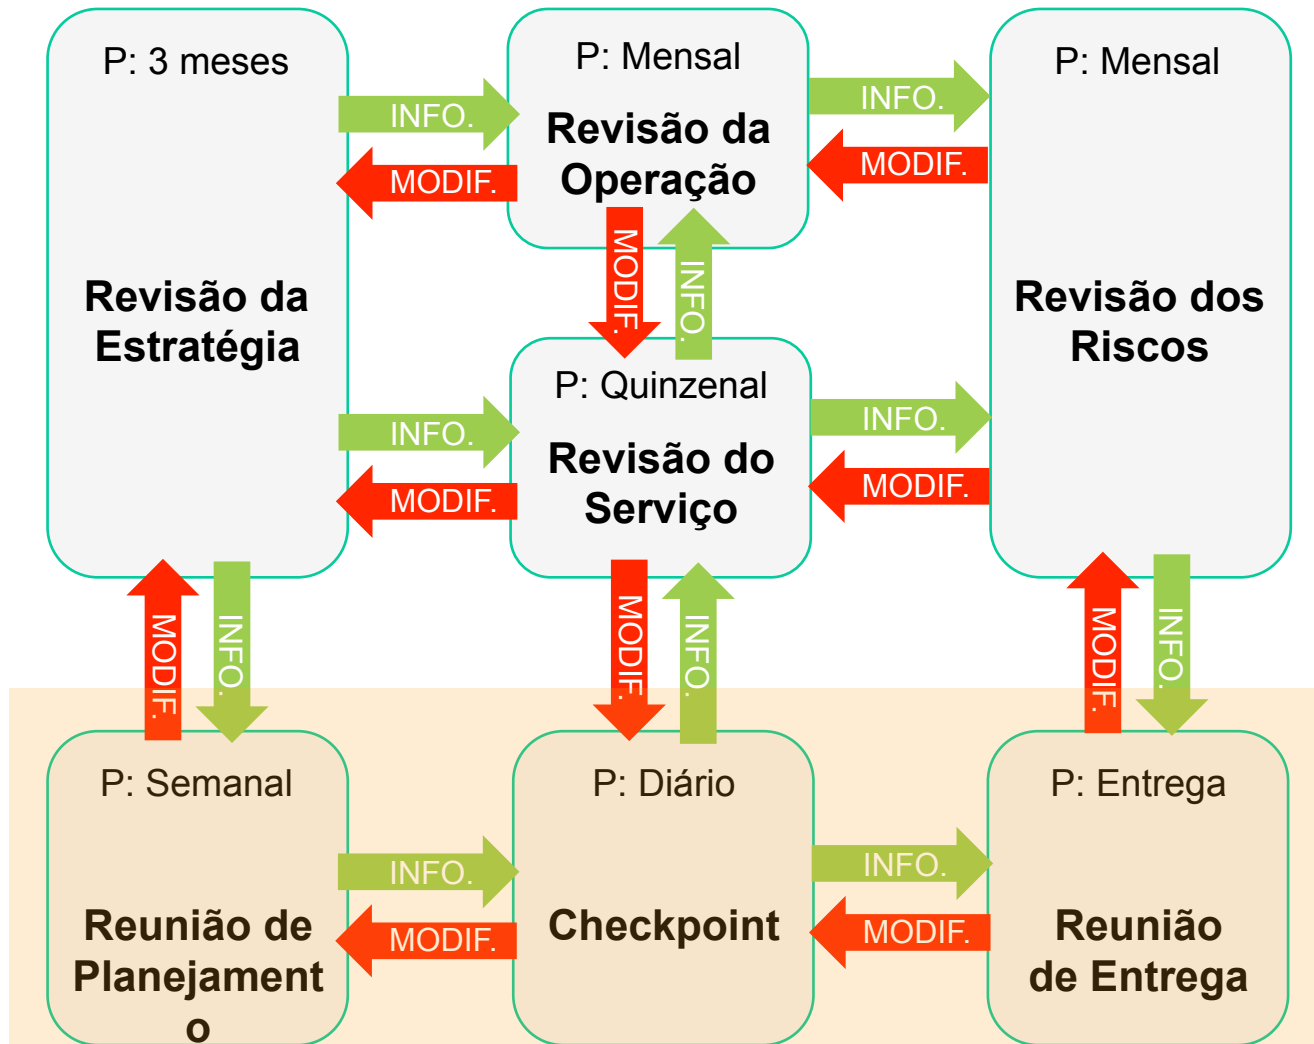 P: 3 meses
Revisão da
Estratégia
INFO.
MODIF.
P: Mensal
Revisão da
Operação
INFO.
MODIF.
P: Mensal
Revisão dos
Riscos
MODIF.
INFO.
INFO.
MODIF.
P: Quinzenal
Revisão do
Serviço
INFO.
MODIF.
MODIF.
INFO.
MODIF.
INFO.
MODIF.
INFO.
P: Semanal
Reunião de
Planejament
o
INFO.
MODIF.
P: Diário
Checkpoint
INFO.
MODIF.
P: Entrega
Reunião
de Entrega